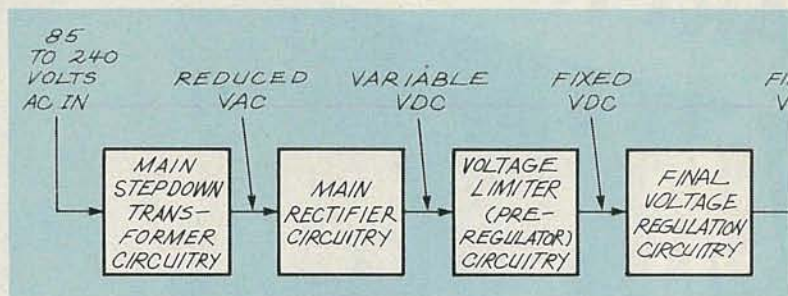 85
TO 240
VOLTS
AC IN
REDUCED
VAC
VARIABLE
VDC
FIXED
VDC
MAIN
STEPDOWN
TRANS-
FORMER
CIRCUITRY
MAIN
RECTIFIER
CIRCUITRY
VOLTAGE
LIMITER
(PRE-
REGULATOR)
CIRCUITRY
FINAL
VOLTAGE
REGULATION
CIRCUITRY